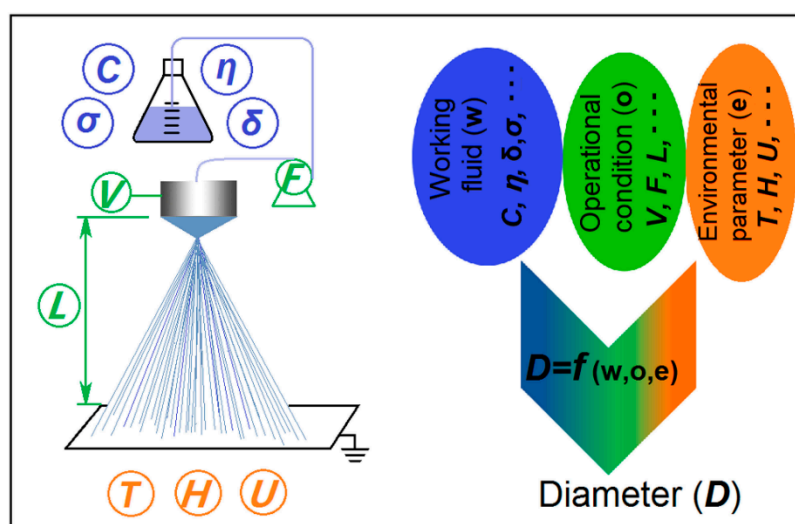 C
η
σ
δ
V
F
L
T
H
U
Working
fluid (w)
C, η, δ,σ, . . .
Operational
condition (o)
V, F, L, . . .
Environmental
parameter (e)
T, H, U, . . .
D=f (w,o,e)
Diameter (D)